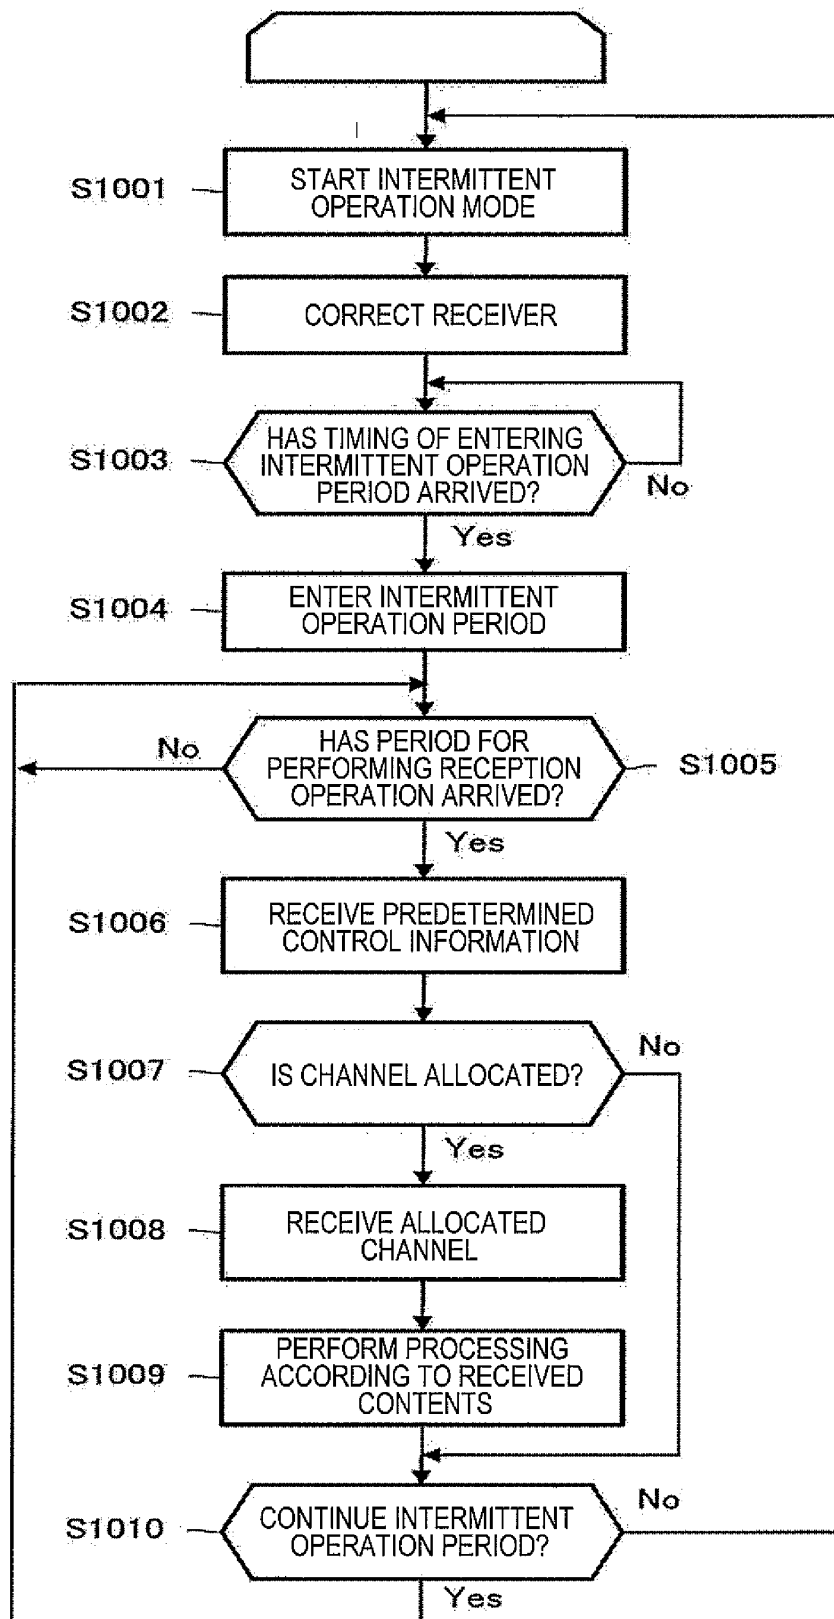 S1001
START INTERMITTENT
OPERATION MODE
S1002
CORRECT RECEIVER
S1003
HAS TIMING OF ENTERING
INTERMITTENT OPERATION
PERIOD ARRIVED?
No
Yes
S1004
ENTER INTERMITTENT
OPERATION PERIOD
No
HAS PERIOD FOR
PERFORMING RECEPTION
OPERATION ARRIVED?
S1005
Yes
S1006
RECEIVE PREDETERMINED
CONTROL INFORMATION
S1007
IS CHANNEL ALLOCATED?
No
Yes
S1008
RECEIVE ALLOCATED
CHANNEL
S1009
PERFORM PROCESSING
ACCORDING TO RECEIVED
CONTENTS
S1010
CONTINUE INTERMITTENT
OPERATION PERIOD?
No
Yes